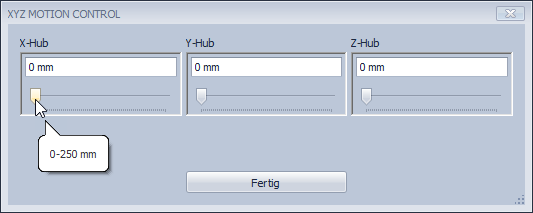 XYZ MOTION CONTROL
X-Hub
Y-Hub
Z-Hub
0 mm
0 mm
0 mm
0-250 mm
Fertig